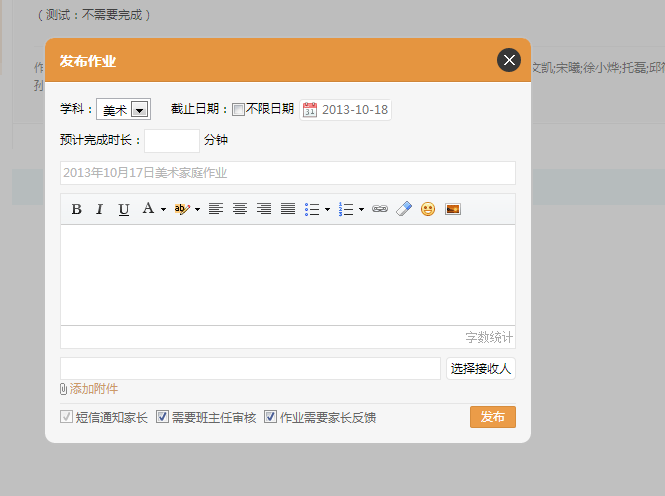 （测试：不需要完成）
发布作业
文凯;宋曦;徐小烨;托磊;邱
学科： 美术 截止日期： 不限日期 2013-10-18
预计完成时长： 分钟
2013年10月17日美术家庭作业
B I U A ab
字数统计
选择接收人
添加附件
短信通知家长 需要班主任审核 作业需要家长反馈 发布